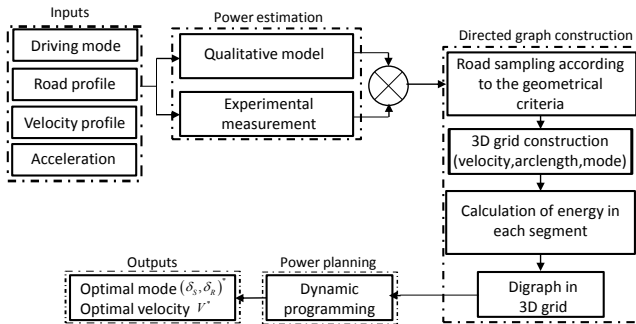 Inputs
Driving mode
Road profile
Velocity profile
Acceleration
Power estimation
Qualitative model
Experimental
measurement
Directed graph construction
Road sampling according
to the geometrical
criteria
3D grid construction
(velocity,arclength,mode)
Calculation of energy in
each segment
Digraph in
3D grid
Power planning
Dynamic
programming
Outputs
Optimal mode (δ_S, δ_R)^*
Optimal velocity V^*